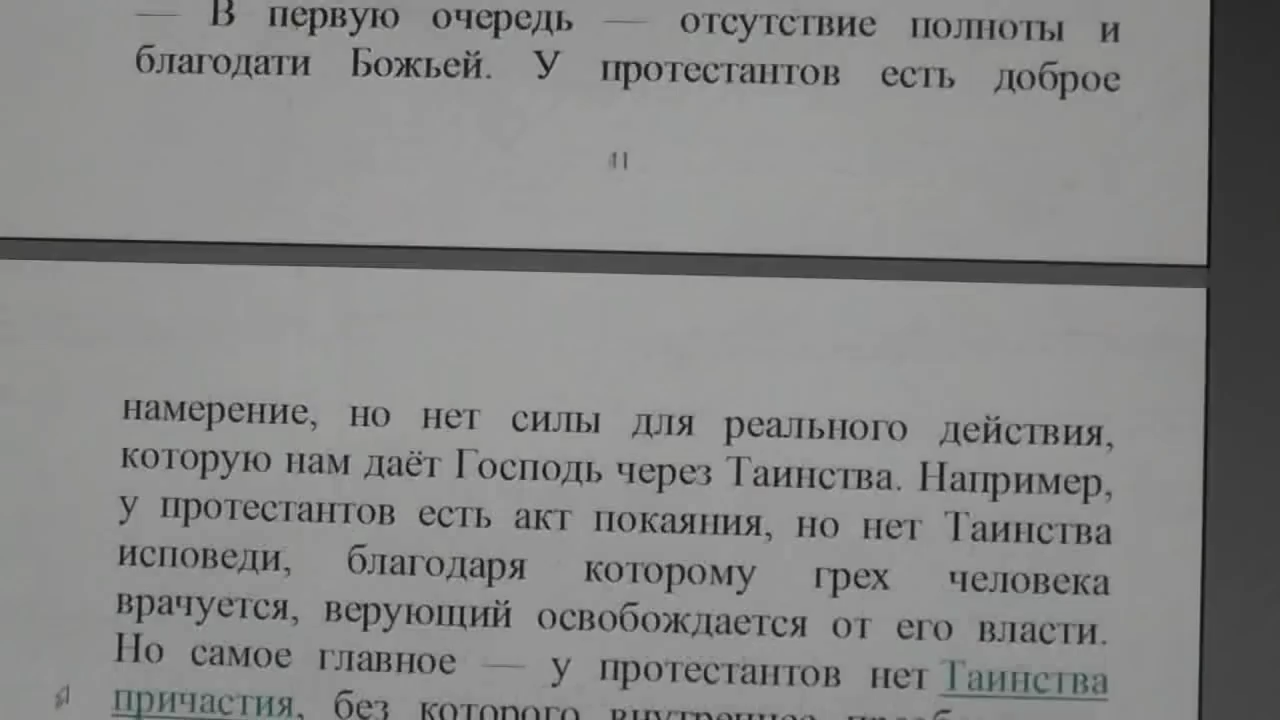 — В первую очередь — отсутствие полноты и
благодати Божьей. У протестантов есть доброе
41
намерение, но нет силы для реального действия,
которую нам даёт Господь через Таинства. Например,
у протестантов есть акт покаяния, но нет Таинства
исповеди, благодаря которому грех человека
врачуется, верующий освобождается от его власти.
Но самое главное — у протестантов нет Таинства
причастия, без которого внутреннее